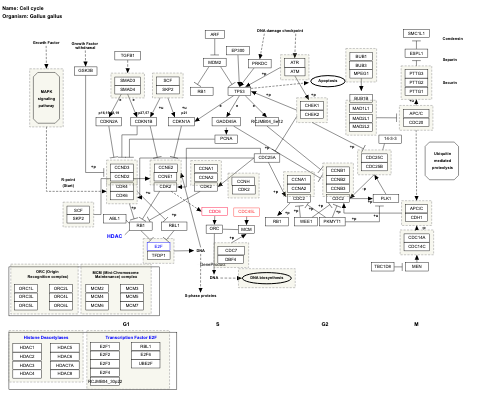 Name: Cell cycle
Organism: Gallus gallus
Growth Factor
Growth Factor
withdrawal
TGFB1
ARF
EP300
DNA damage checkpoint
SMC1L1
Condensin
GSK3B
SMAD3
SMAD4
SCF
SKP2
MDM2
PRKDC
ATR
ATM
BUB1
BUB3
MPEG1
ESPL1
Separin
MAPK
signaling
pathway
RB1
TP53
Apoptosis
PTTG3
PTTG2
PTTG1
Securin
BUB1B
MAD1L1
MAD2L1
MAD2L2
CHEK1
CHEK2
CDKN2A
CDKN1B
CDKN1A
GADD45A
APC/C
CDC20
PCNA
14-3-3
Ubiquitin
mediated
proteolysis
R-point
(Start)
CCND3
CCND2
CDK4
CDK6
CCNE2
CCNE1
CDK2
CCNA1
CCNA2
CDK2
CDC25A
CCNH
CDK2
CCNA1
CCNA2
CDC2
CCNB1
CCNB2
CCNB3
CDC2
CDC25C
CDC25B
PLK1
SCF
SKP2
ABL1
RB1
RBL1
CDC6
CDC45L
RB1
WEE1
PKMYT1
APC/C
CDH1
HDAC
ORC
MCM
E2F
TFDP1
DNA
CDC7
DBF4
CDC14A
CDC14C
TBC1D8
MEN
DNA
DNA biosynthesis
S-phase proteins
ORC (Origin
Recognition complex)
MCM (Mini-Chromosome
Maintenance) complex
ORC1L
ORC2L
MCM2
MCM3
ORC3L
ORC4L
MCM4
MCM5
ORC5L
ORC6L
MCM6
MCM7
G1
S
G2
M
Histone Deacetylases
Transcription Factor E2F
HDAC1
HDAC5
HDAC2
HDAC6
HDAC3
HDAC7A
HDAC4
HDAC8
E2F1
RBL1
E2F2
E2F5
E2F3
UBE2F
E2F4